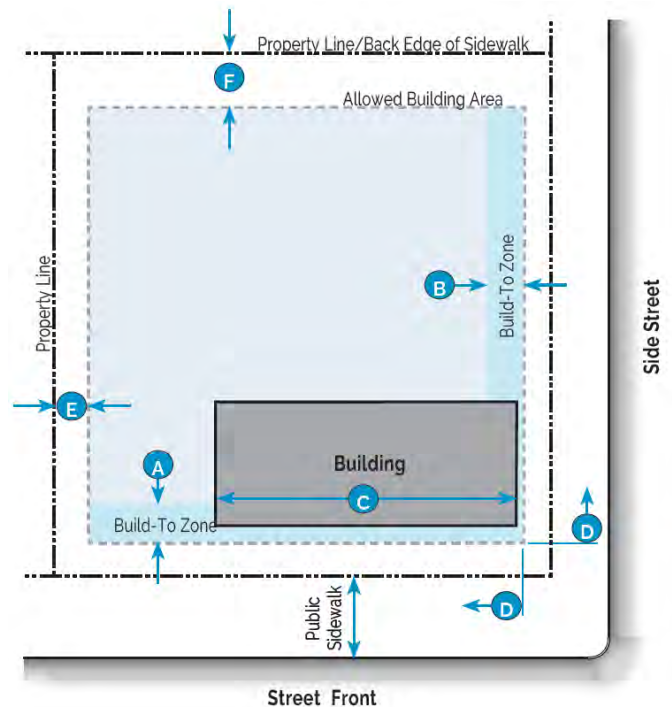 Property Line/Back Edge of Sidewalk
F
Allowed Building Area
Property Line
B
Build-To Zone
Side Street
E
A
Building
C
Build-To Zone
D
D
Public
Sidewalk
Street Front